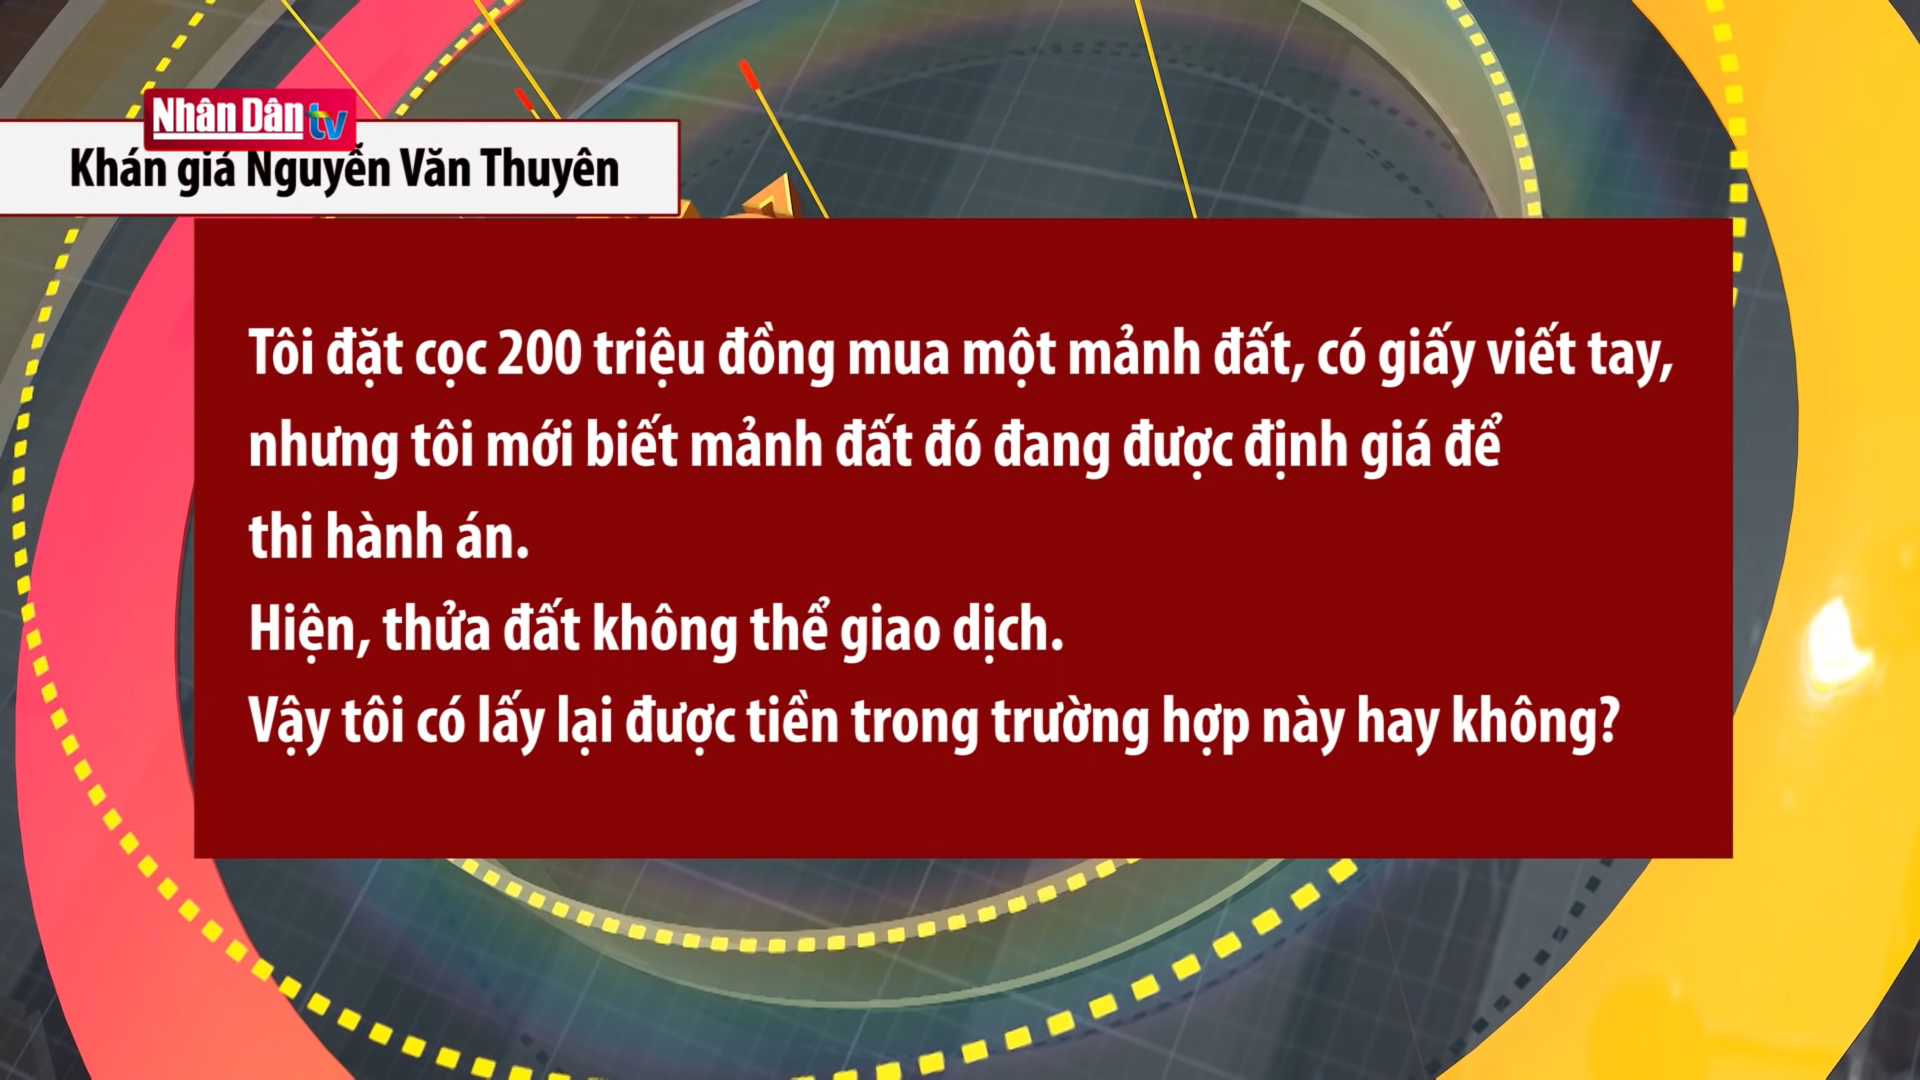 Nhân Dân tv
Khán giả Nguyễn Văn Thuyên
Tôi đặt cọc 200 triệu đồng mua một mảnh đất, có giấy viết tay,
nhưng tôi mới biết mảnh đất đó đang được định giá để
thi hành án.
Hiện, thửa đất không thể giao dịch.
Vậy tôi có lấy lại được tiền trong trường hợp này hay không?